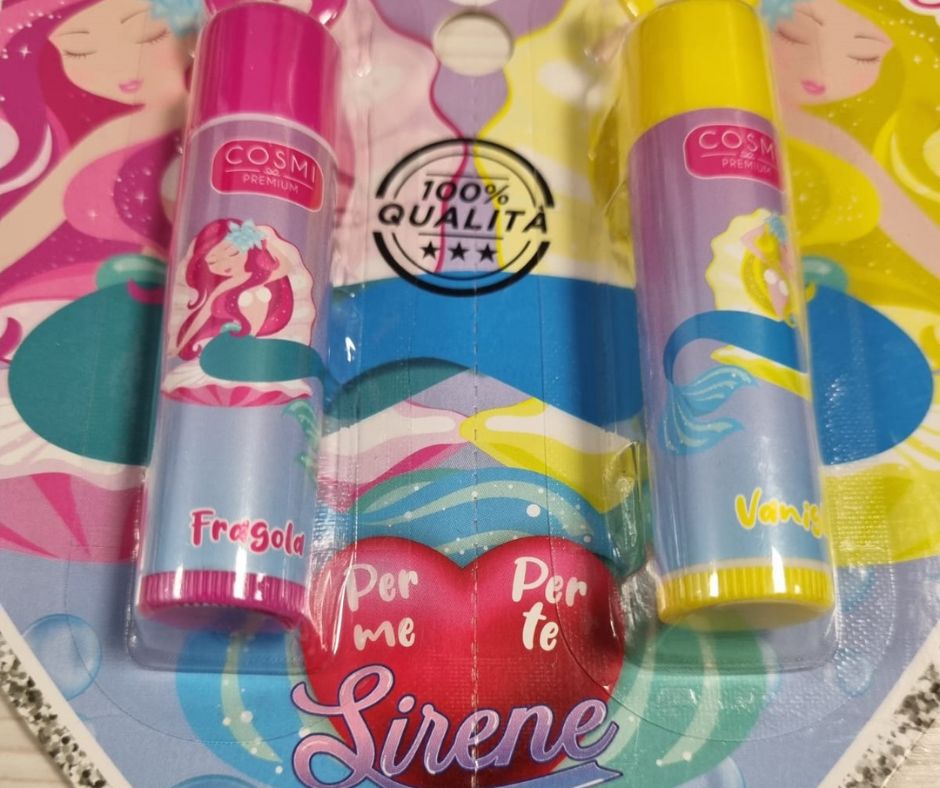 COSMI
PREMIUM
COSMI
PREMIUM
100%
QUALITÀ
Fragola
Per
me
Per
te
Sirene